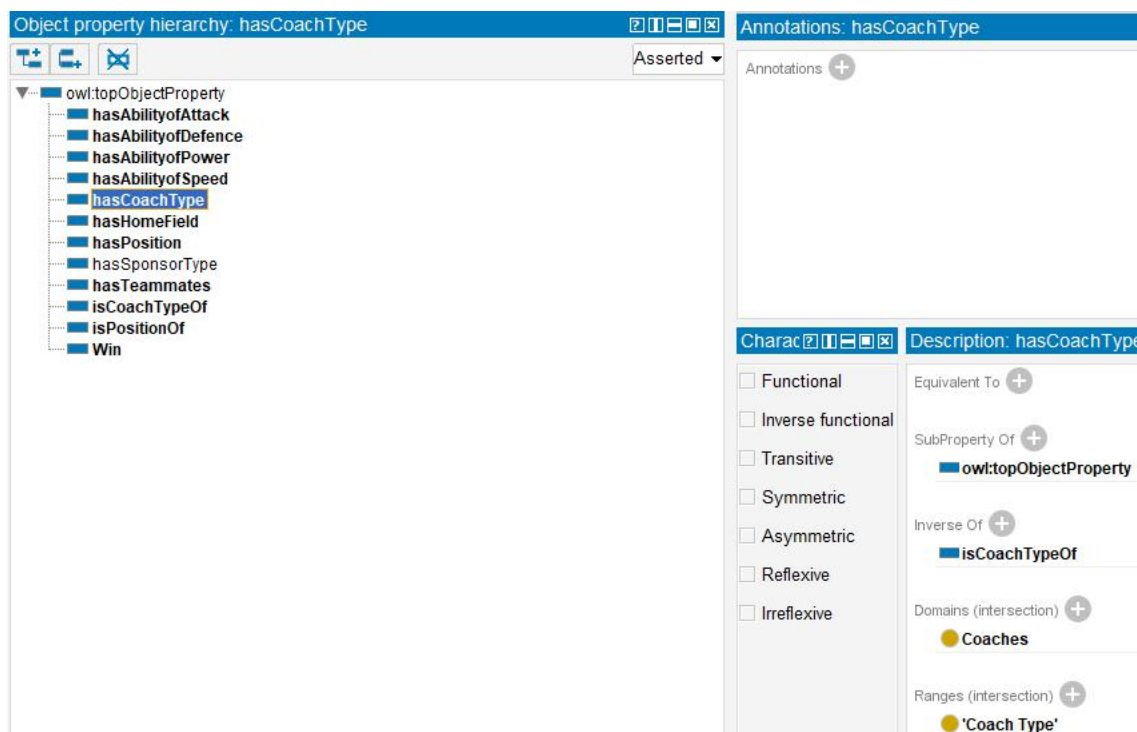 Object property hierarchy: hasCoachType
Asserted
owl:topObjectProperty
hasAbilityofAttack
hasAbilityofDefence
hasAbilityofPower
hasAbilityofSpeed
hasCoachType
hasHomeField
hasPosition
hasSponsorType
hasTeammates
isCoachTypeOf
isPositionOf
Win
Annotations: hasCoachType
Annotations
Charac
Functional
Inverse functional
Transitive
Symmetric
Asymmetric
Reflexive
Irreflexive
Description: hasCoachType
Equivalent To
SubProperty Of
owl:topObjectProperty
Inverse Of
isCoachTypeOf
Domains (intersection)
Coaches
Ranges (intersection)
'Coach Type'